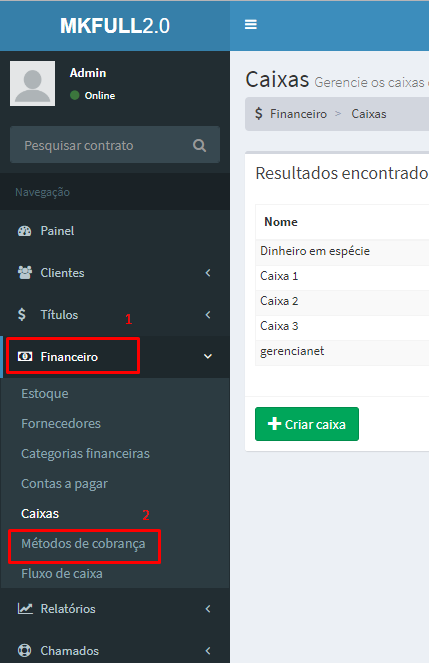 MKFULL2.0
Admin
Online
Pesquisar contrato
Navegação
Painel
Clientes
$ Títulos
1
Financeiro
Estoque
Fornecedores
Categorias financeiras
Contas a pagar
Caixas
2
Métodos de cobrança
Fluxo de caixa
Relatórios
Chamados
Caixas Gerencie os caixas
$ Financeiro > Caixas
Resultados encontrado
Nome
Dinheiro em espécie
Caixa 1
Caixa 2
Caixa 3
gerencianet
Criar caixa